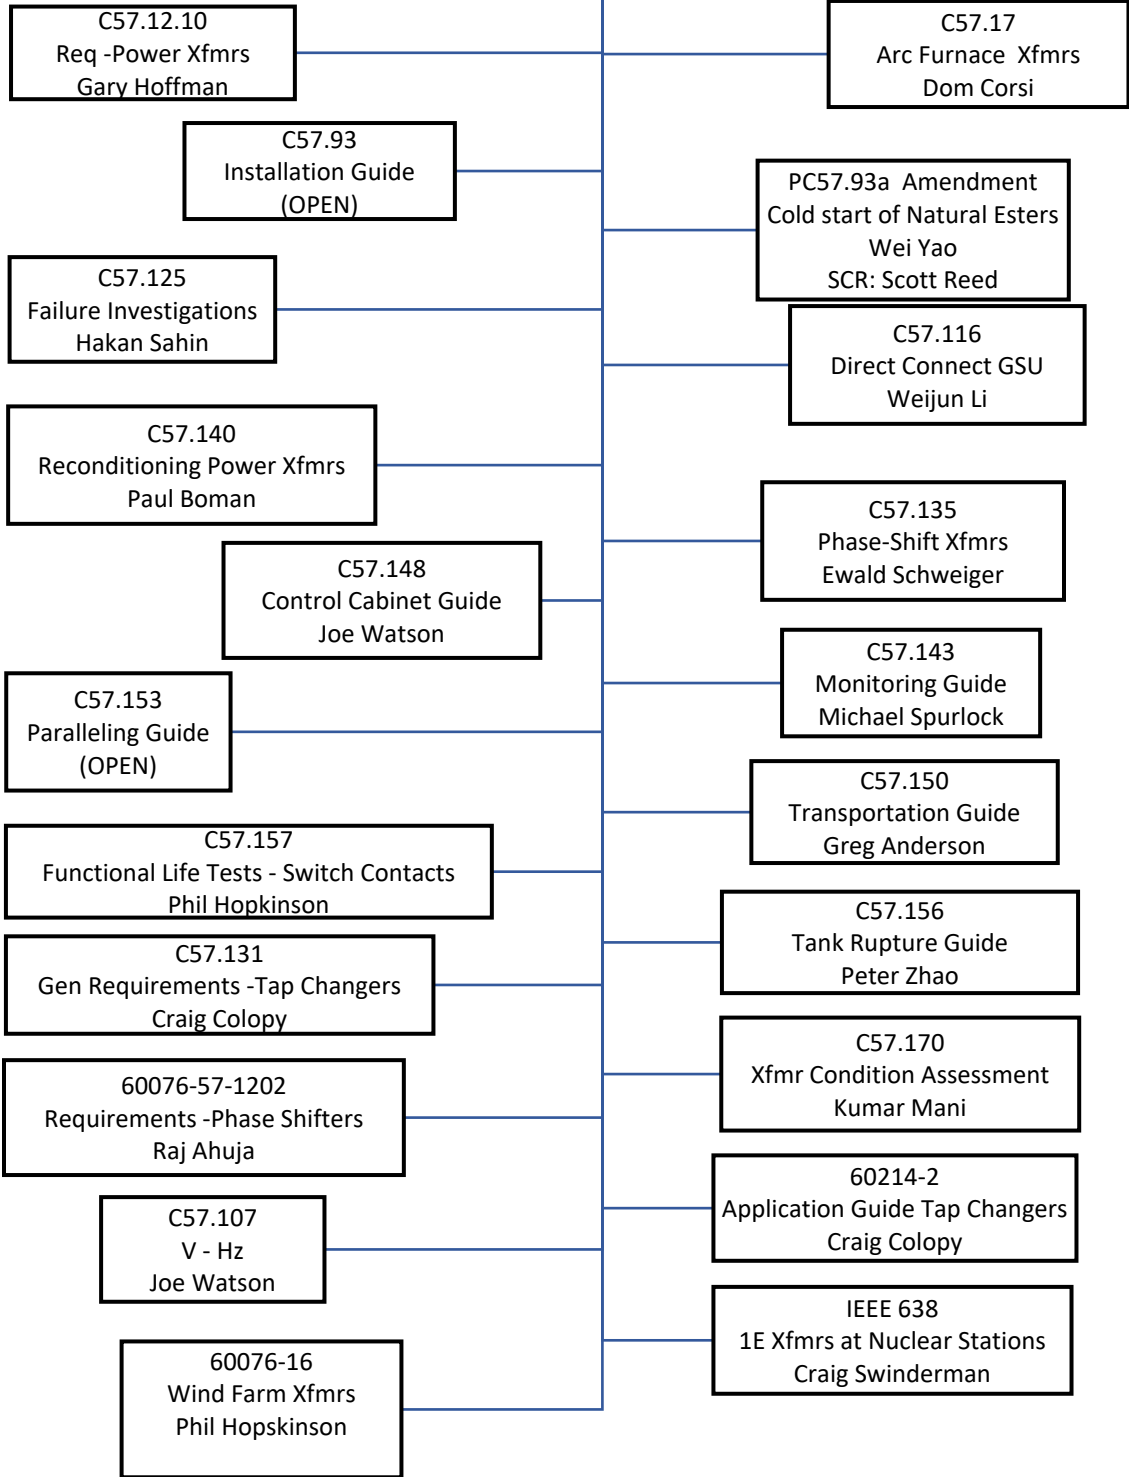 C57.12.10
Req -Power Xfmrs
Gary Hoffman
C57.17
Arc Furnace Xfmrs
Dom Corsi
C57.93
Installation Guide
(OPEN)
PC57.93a Amendment
Cold start of Natural Esters
Wei Yao
SCR: Scott Reed
C57.125
Failure Investigations
Hakan Sahin
C57.116
Direct Connect GSU
Weijun Li
C57.140
Reconditioning Power Xfmrs
Paul Boman
C57.135
Phase-Shift Xfmrs
Ewald Schweiger
C57.148
Control Cabinet Guide
Joe Watson
C57.143
Monitoring Guide
Michael Spurlock
C57.153
Paralleling Guide
(OPEN)
C57.150
Transportation Guide
Greg Anderson
C57.157
Functional Life Tests - Switch Contacts
Phil Hopkinson
C57.156
Tank Rupture Guide
Peter Zhao
C57.131
Gen Requirements -Tap Changers
Craig Colopy
C57.170
Xfmr Condition Assessment
Kumar Mani
60076-57-1202
Requirements -Phase Shifters
Raj Ahuja
60214-2
Application Guide Tap Changers
Craig Colopy
C57.107
V - Hz
Joe Watson
IEEE 638
1E Xfmrs at Nuclear Stations
Craig Swinderman
60076-16
Wind Farm Xfmrs
Phil Hopskinson